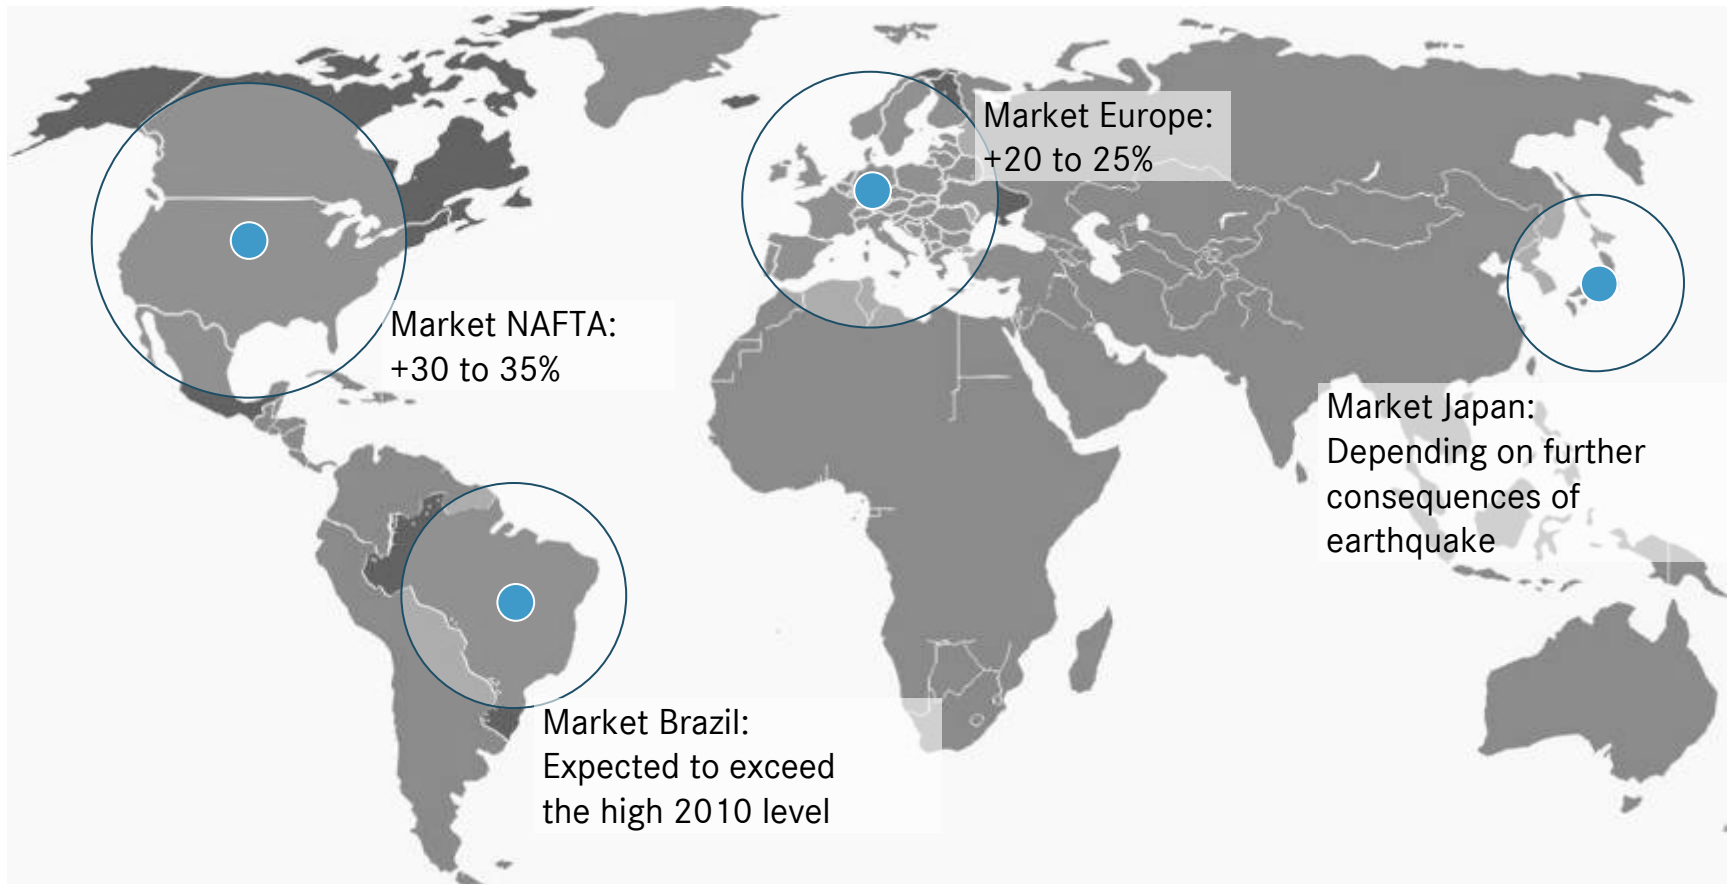 Market Europe:
+20 to 25%
Market NAFTA:
+30 to 35%
Market Japan:
Depending on further
consequences of
earthquake
Market Brazil:
Expected to exceed
the high 2010 level